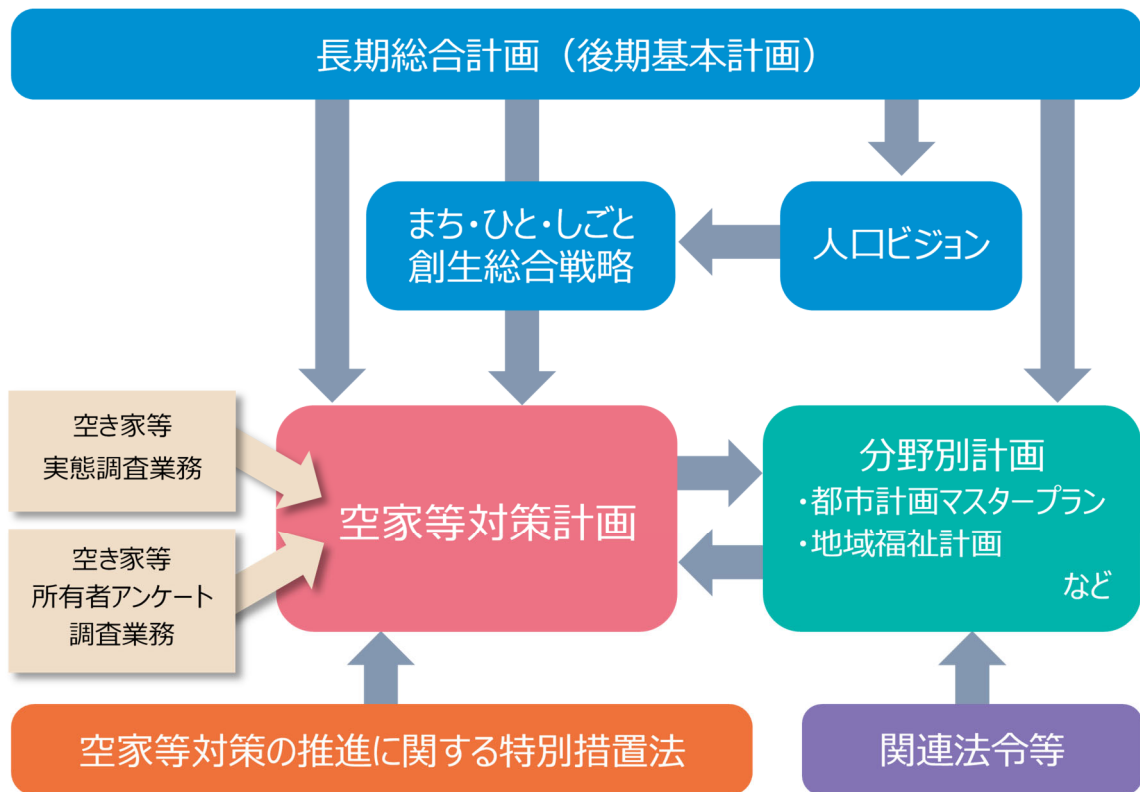 長期総合計画（後期基本計画）
まち・ひと・しごと
創生総合戦略
人口ビジョン
空き家等
実態調査業務
空き家等
所有者アンケート
調査業務
空家等対策計画
分野別計画
・都市計画マスタープラン
・地域福祉計画
など
空家等対策の推進に関する特別措置法
関連法令等